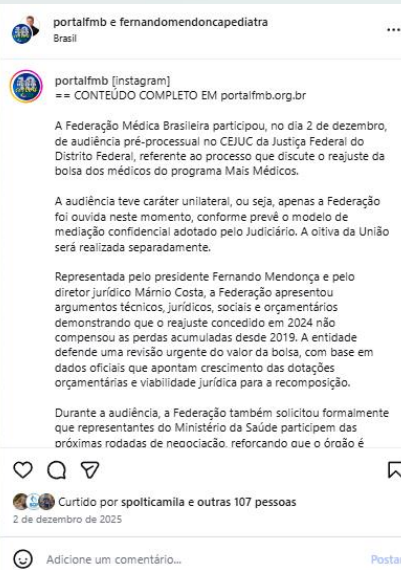 portalfmb e fernandomendoncapediatra
Brasil
portalfmb [instagram]
== CONTEÚDO COMPLETO EM portalfmb.org.br
A Federação Médica Brasileira participou, no dia 2 de dezembro,
de audiência pré-processual no CEJUC da Justiça Federal do
Distrito Federal, referente ao processo que discute o reajuste da
bolsa dos médicos do programa Mais Médicos.
A audiência teve caráter unilateral, ou seja, apenas a Federação
foi ouvida neste momento, conforme prevê o modelo de
mediação confidencial adotado pelo Judiciário. A oitiva da União
será realizada separadamente.
Representada pelo presidente Fernando Mendonça e pelo
diretor jurídico Márnio Costa, a Federação apresentou
argumentos técnicos, jurídicos, sociais e orçamentários
demonstrando que o reajuste concedido em 2024 não
compensou as perdas acumuladas desde 2019. A entidade
defende uma revisão urgente do valor da bolsa, com base em
dados oficiais que apontam crescimento das dotações
orçamentárias e viabilidade jurídica para a recomposição.
Durante a audiência, a Federação também solicitou formalmente
que representantes do Ministério da Saúde participem das
próximas rodadas de negociação, reforçando que o órgão é
Curtido por spolticamila e outras 107 pessoas
2 de dezembro de 2025
Adicione um comentário...
Postar